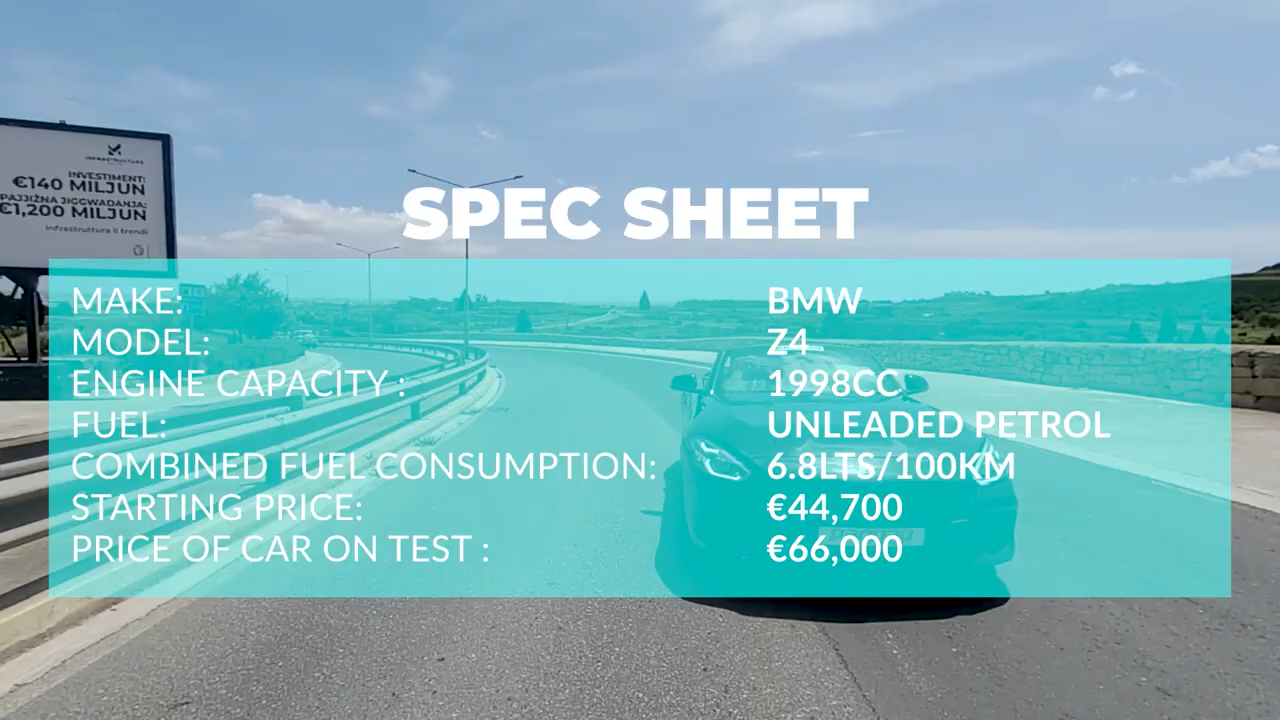 INFRASTRUCTURE
INVESTIMENT:
€140 MILJUN
€1,200 MILJUN
infrastruttura li trendi
SPEC SHEET
MAKE: BMW
MODEL: Z4
ENGINE CAPACITY : 1998CC
FUEL: UNLEADED PETROL
COMBINED FUEL CONSUMPTION: 6.8LTS/100KM
STARTING PRICE: €44,700
PRICE OF CAR ON TEST : €66,000